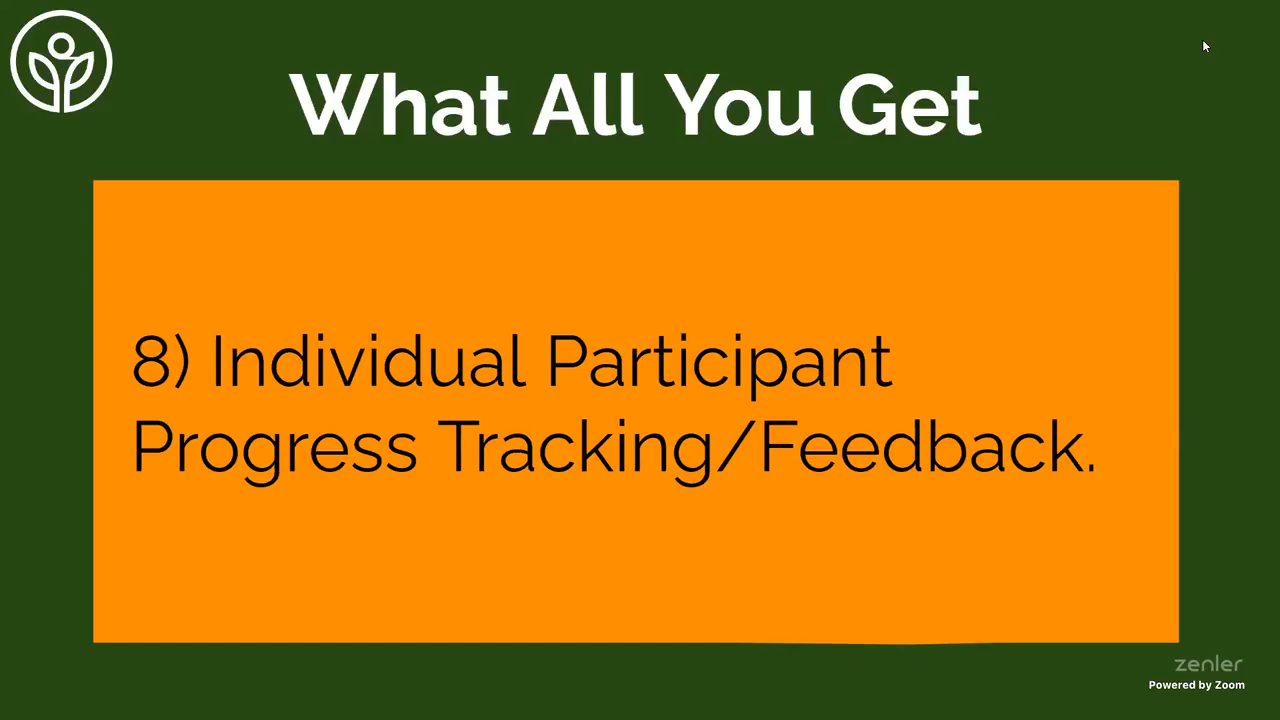 What All You Get
8) Individual Participant
Progress Tracking/Feedback.
zenler
Powered by Zoom